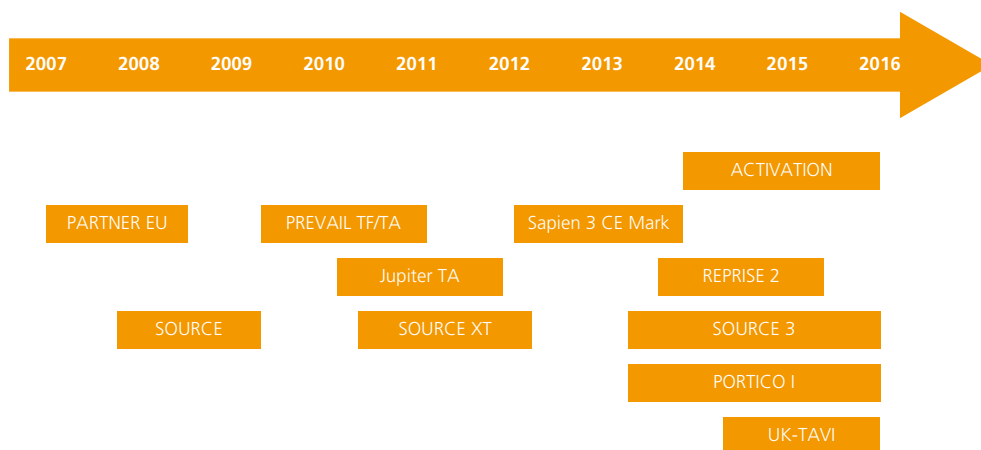 2007 2008 2009 2010 2011 2012 2013 2014 2015 2016
ACTIVATION
PARTNER EU PREVAIL TF/TA Sapien 3 CE Mark
Jupiter TA REPRISE 2
SOURCE SOURCE XT SOURCE 3
PORTICO I
UK-TAVI